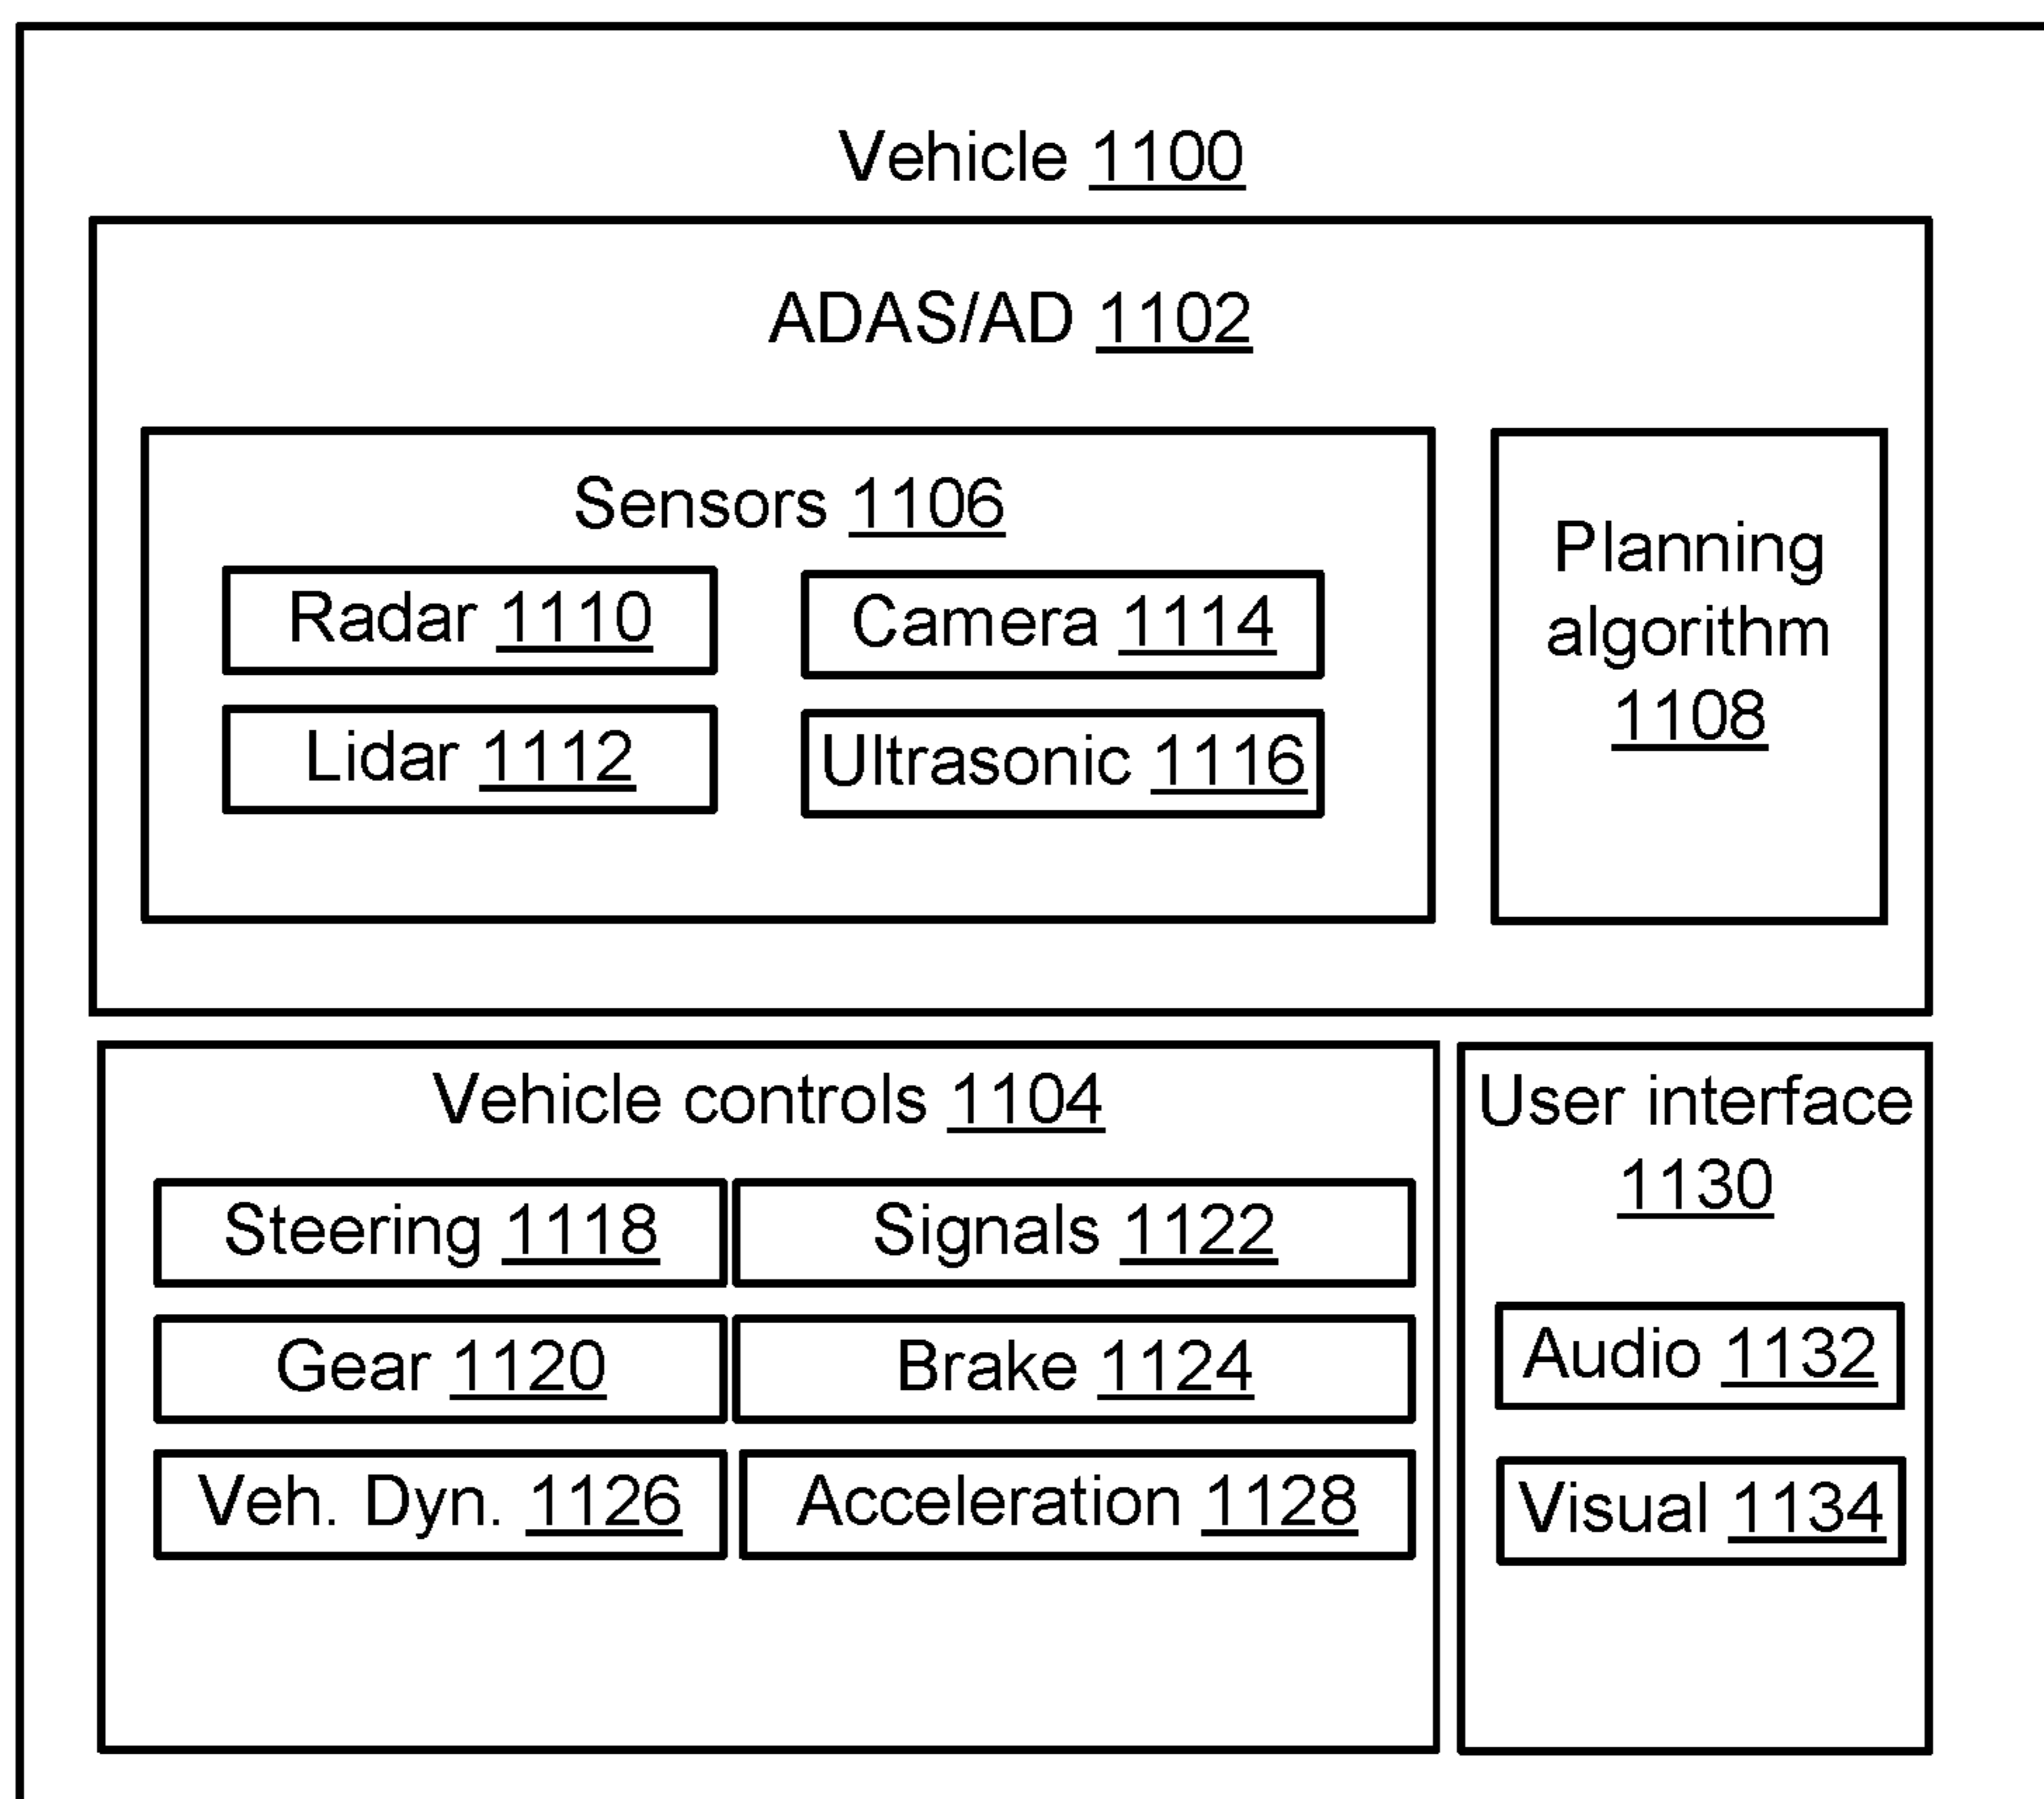 Vehicle 1100
ADAS/AD 1102
Sensors 1106
Radar 1110
Camera 1114
Lidar 1112
Ultrasonic 1116
Planning
algorithm
1108
Vehicle controls 1104
Steering 1118
Signals 1122
Gear 1120
Brake 1124
Veh. Dyn. 1126
Acceleration 1128
User interface
1130
Audio 1132
Visual 1134